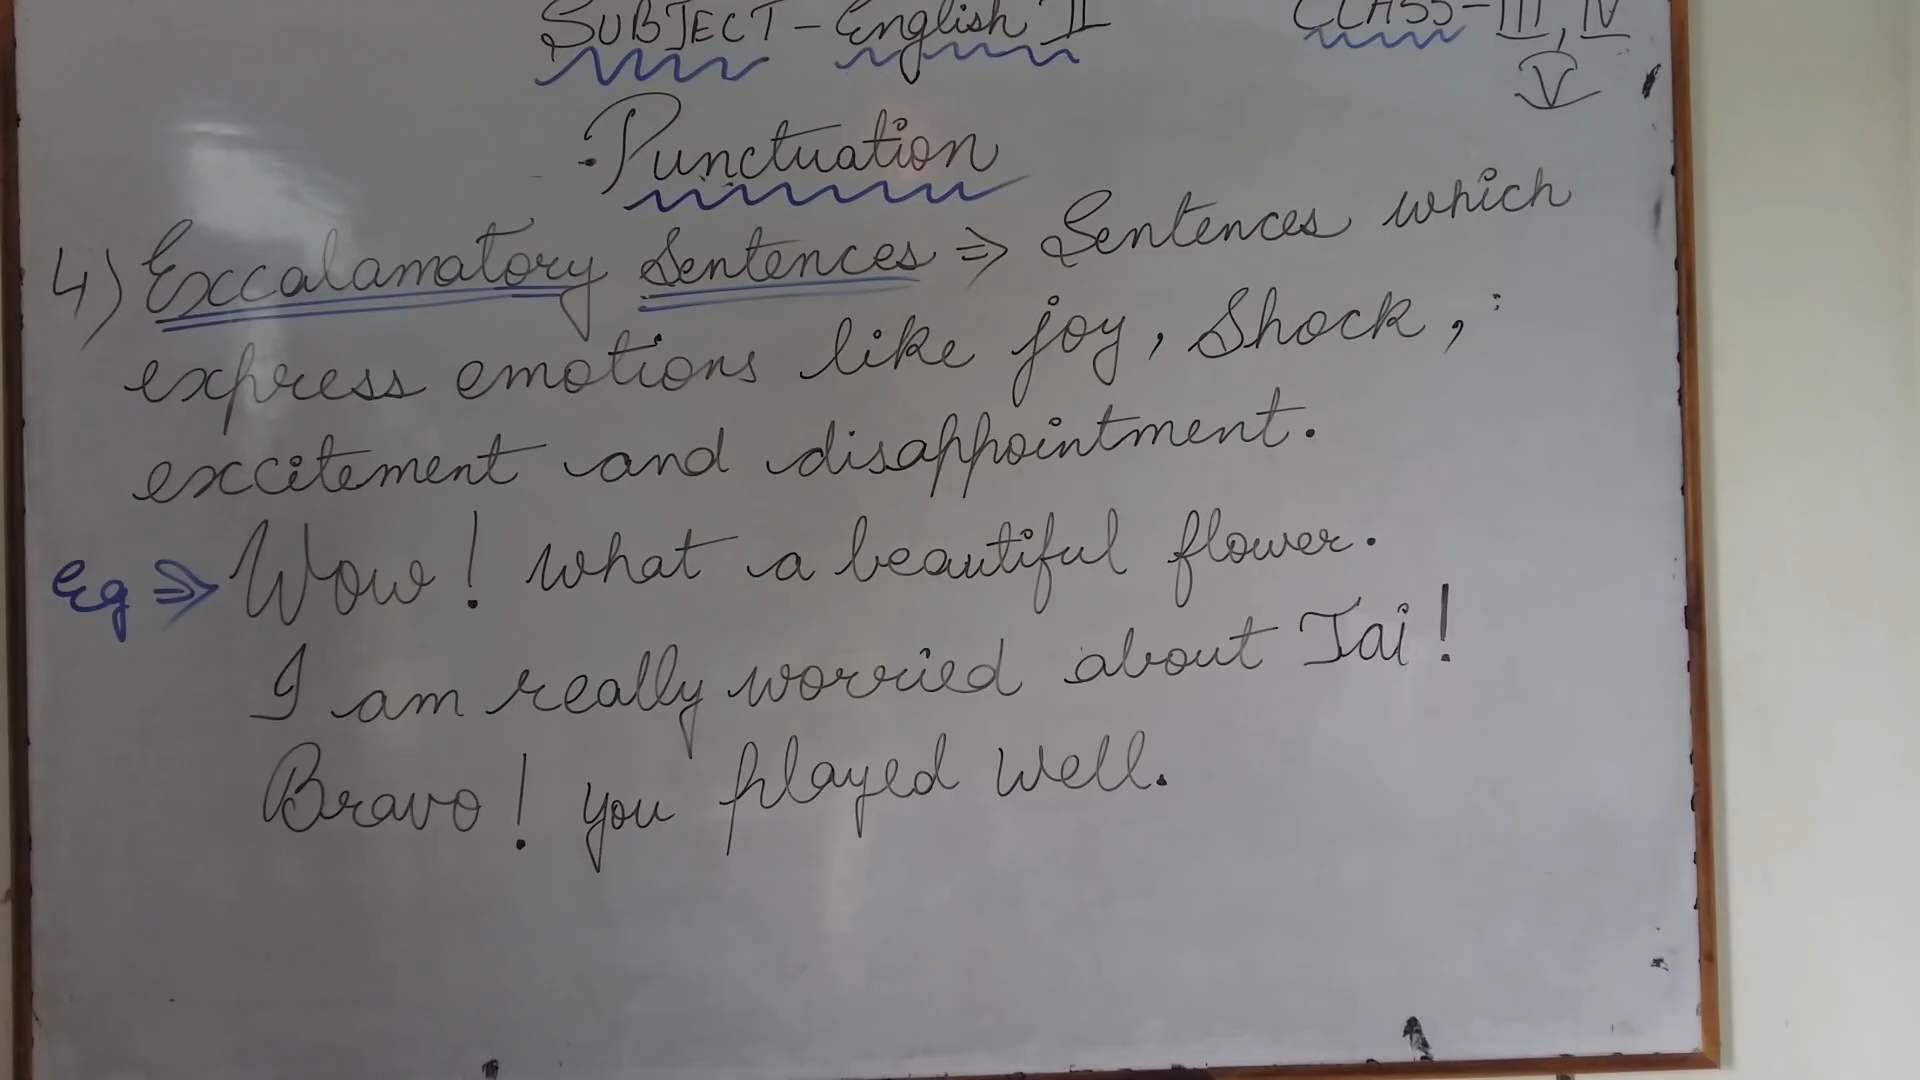 SUBJECT - English II
CLASS - III, IV
V
Punctuation
4) Exccalamatory Sentences ⇒ Sentences which
express emotions like joy, Shock,
excitement and disappointment.
Eg ⇒ Wow! what a beautiful flower.
I am really worried about Jai!
Bravo! you played well.